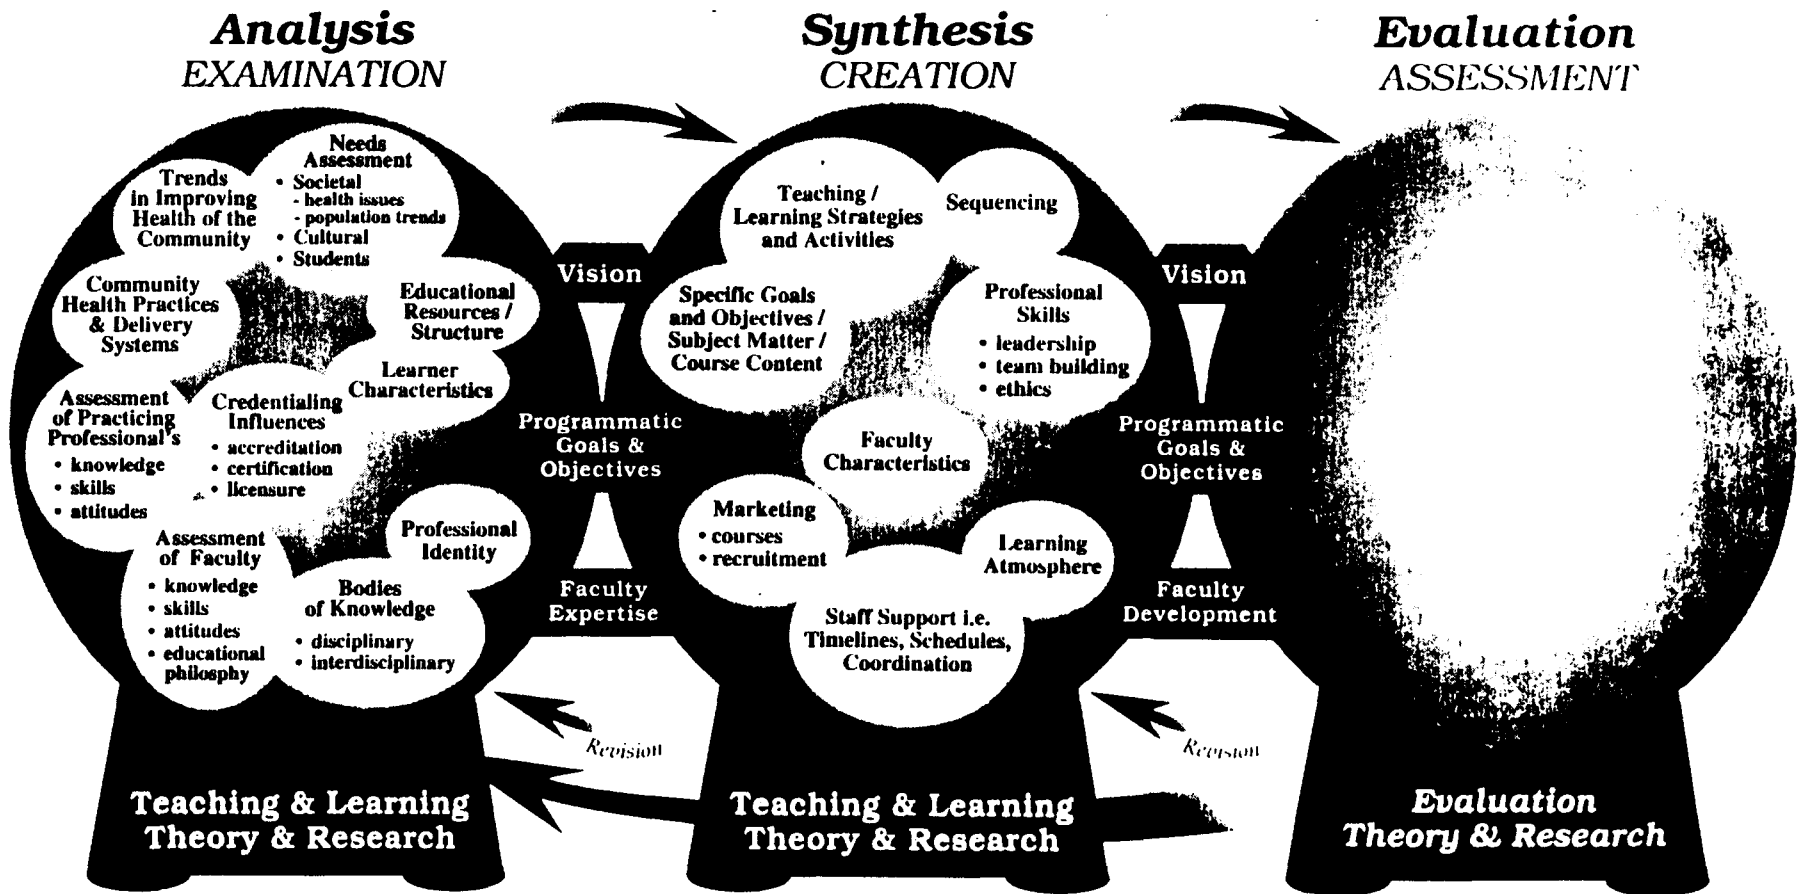 Analysis
EXAMINATION
Needs
Assessment
• Societal
- health issues
- population trends
• Cultural
• Students
Trends
in Improving
Health of the
Community
Community
Health Practices
& Delivery
Systems
Educational
Resources /
Structure
Learner
Characteristics
Assessment
of Practicing
Professional's
• knowledge
• skills
• attitudes
Credentialing
Influences
• accreditation
• certification
• licensure
Professional
Identity
Assessment
of Faculty
• knowledge
• skills
• attitudes
• educational
philosphy
Bodies
of Knowledge
• disciplinary
• interdisciplinary
Teaching & Learning
Theory & Research
Vision
Programmatic
Goals &
Objectives
Faculty
Expertise
Revision
Synthesis
CREATION
Teaching /
Learning Strategies
and Activities
Sequencing
Specific Goals
and Objectives /
Subject Matter /
Course Content
Professional
Skills
• leadership
• team building
• ethics
Faculty
Characteristics
Marketing
• courses
• recruitment
Learning
Atmosphere
Staff Support i.e.
Timelines, Schedules,
Coordination
Teaching & Learning
Theory & Research
Vision
Programmatic
Goals &
Objectives
Faculty
Development
Revision
Evaluation
ASSESSMENT
Evaluation
Theory & Research